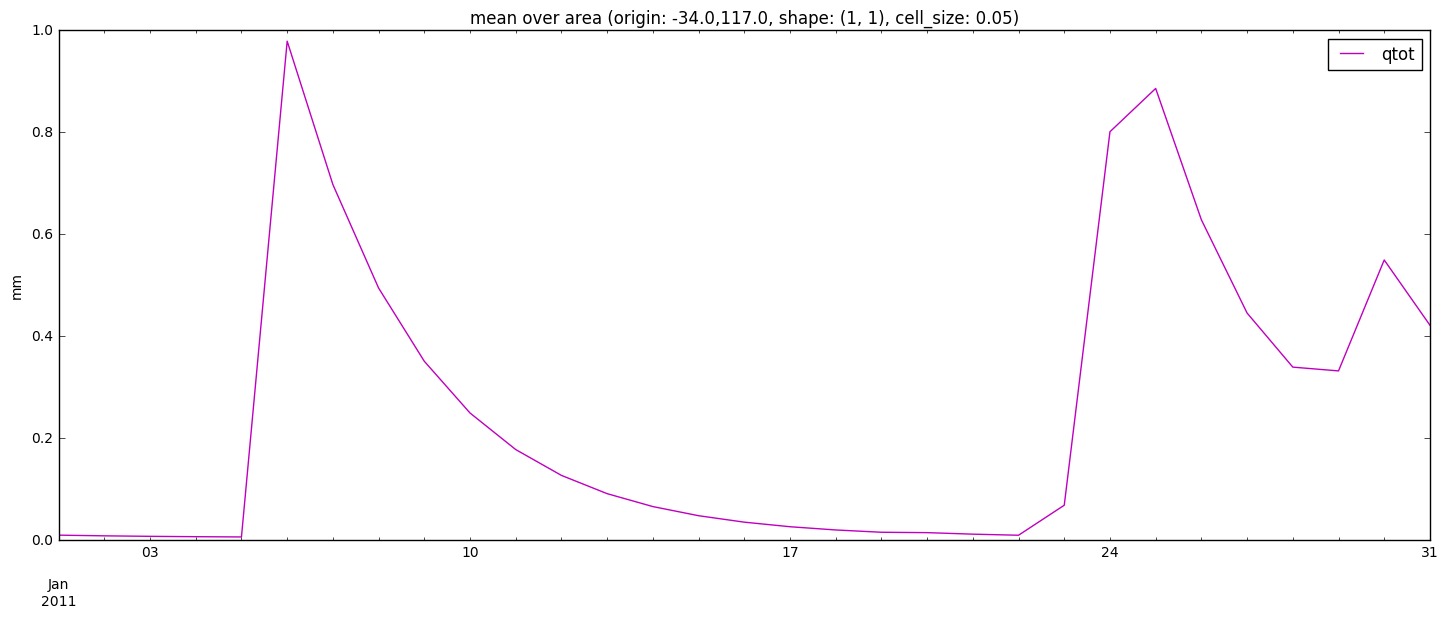 mean over area (origin: -34.0,117.0, shape: (1, 1), cell_size: 0.05)
1.0
qtot
0.8
0.6
mm
0.4
0.2
0.0
03 10 17 24 31
Jan
2011